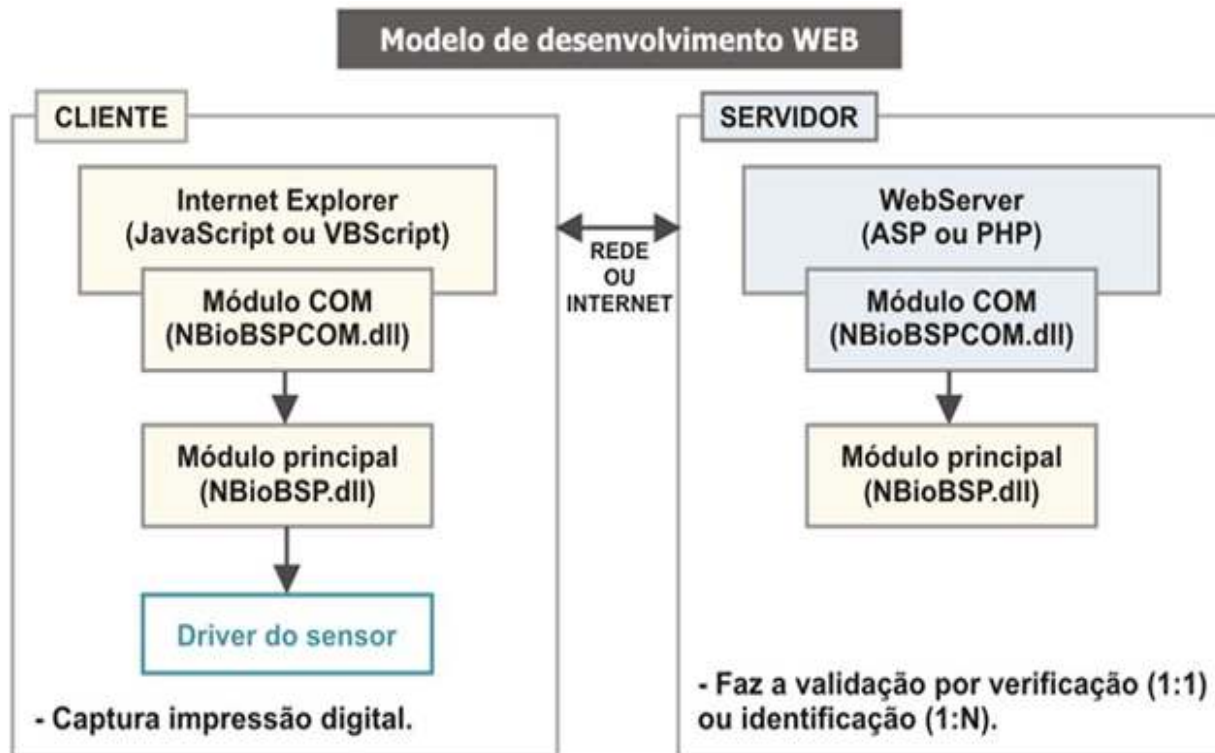 Modelo de desenvolvimento WEB
CLIENTE
Internet Explorer
(JavaScript ou VBScript)
Módulo COM
(NBioBSPCOM.dll)
Módulo principal
(NBioBSP.dll)
Driver do sensor
- Captura impressão digital.
REDE
OU
INTERNET
SERVIDOR
WebServer
(ASP ou PHP)
Módulo COM
(NBioBSPCOM.dll)
Módulo principal
(NBioBSP.dll)
- Faz a validação por verificação (1:1)
ou identificação (1:N).